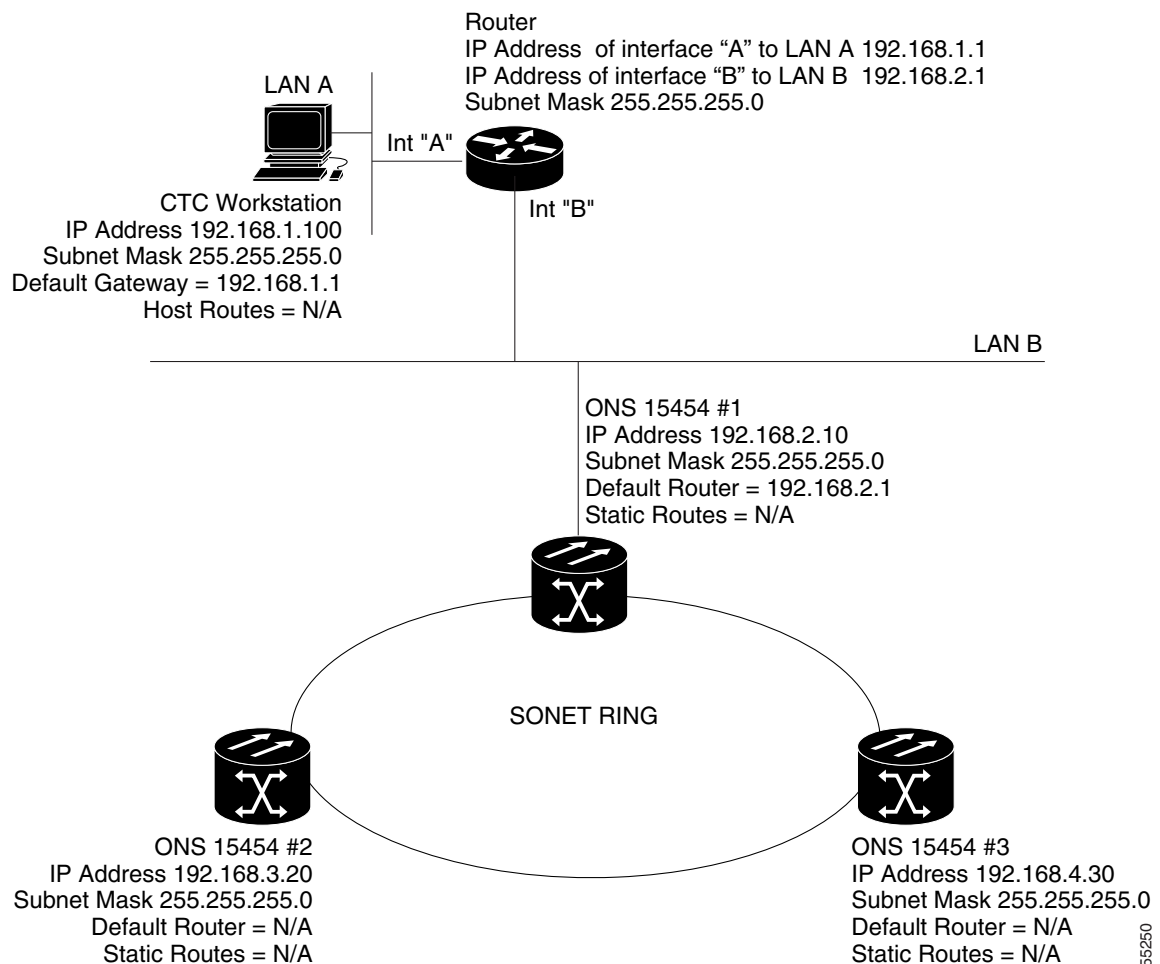 Router
IP Address  of interface “A” to LAN A 192.168.1.1
IP Address of interface “B” to LAN B  192.168.2.1
Subnet Mask 255.255.255.0
LAN A
Int "A"
Int "B"
CTC Workstation
IP Address 192.168.1.100
Subnet Mask 255.255.255.0
Default Gateway = 192.168.1.1
Host Routes = N/A
LAN B
ONS 15454 #1
IP Address 192.168.2.10
Subnet Mask 255.255.255.0
Default Router = 192.168.2.1
Static Routes = N/A
SONET RING
ONS 15454 #2
IP Address 192.168.3.20
Subnet Mask 255.255.255.0
Default Router = N/A
Static Routes = N/A
ONS 15454 #3
IP Address 192.168.4.30
Subnet Mask 255.255.255.0
Default Router = N/A
Static Routes = N/A
55250